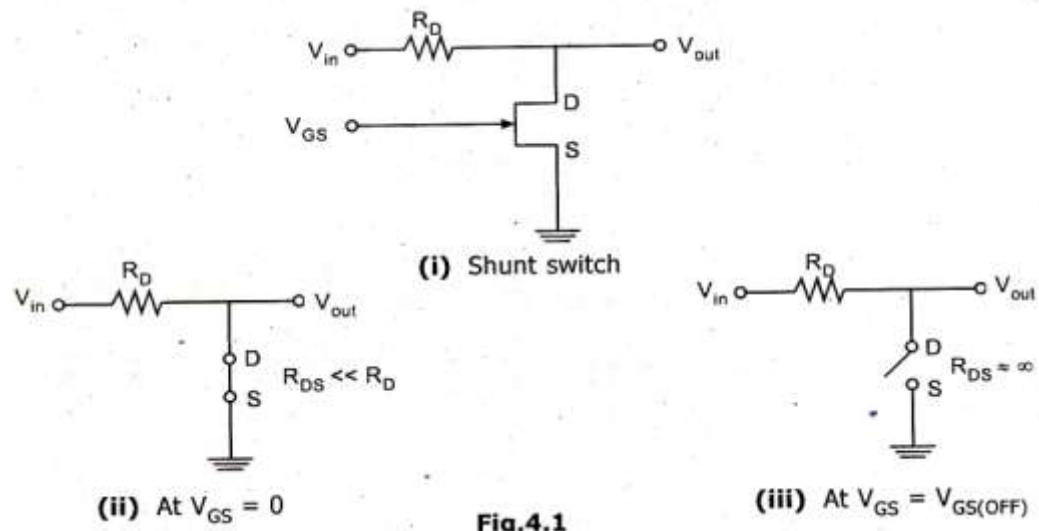 R_D
V_in
V_out
D
V_GS
S
(i) Shunt switch
R_D
V_in
V_out
D
R_DS << R_D
S
(ii) At V_GS = 0
R_D
V_in
V_out
D
R_DS ≈ ∞
S
(iii) At V_GS = V_GS(OFF)
Fig.4.1